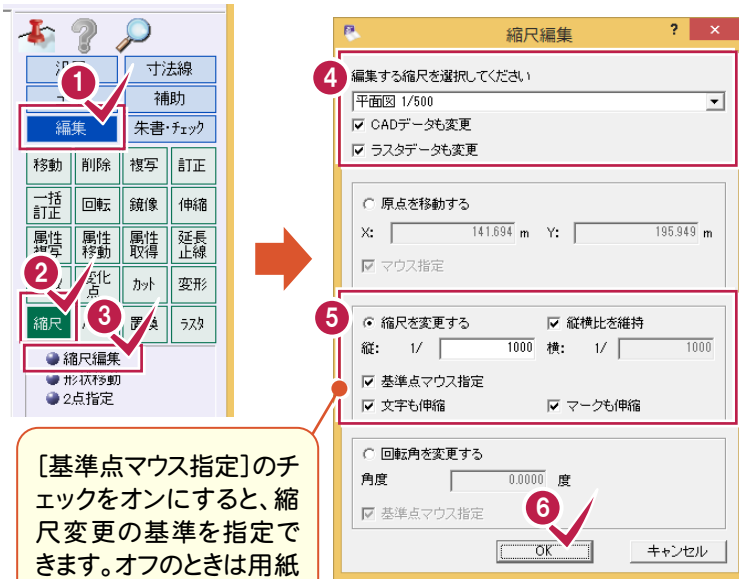 1
寸法線
補助
編集
朱書・チェック
移動 削除 複写 訂正
一括訂正 回転 鏡像 伸縮
属性複写 属性移動 属性取得 延長止線
2
変化点 カット 変形
3
縮尺 置換 ラスタ
縮尺編集
形状移動
2点指定
縮尺編集 ? ×
4
編集する縮尺を選択してください
平面図 1/500
CADデータも変更
ラスタデータも変更
原点を移動する
X: 141.694 m Y: 195.949 m
マウス指定
5
縮尺を変更する 縦横比を維持
縦: 1/ 1000 横: 1/ 1000
基準点マウス指定
文字も伸縮 マークも伸縮
回転角を変更する
角度 0.0000 度
基準点マウス指定
6
OK キャンセル
[基準点マウス指定]のチ
ェックをオンにすると、縮
尺変更の基準を指定で
きます。オフのときは用紙